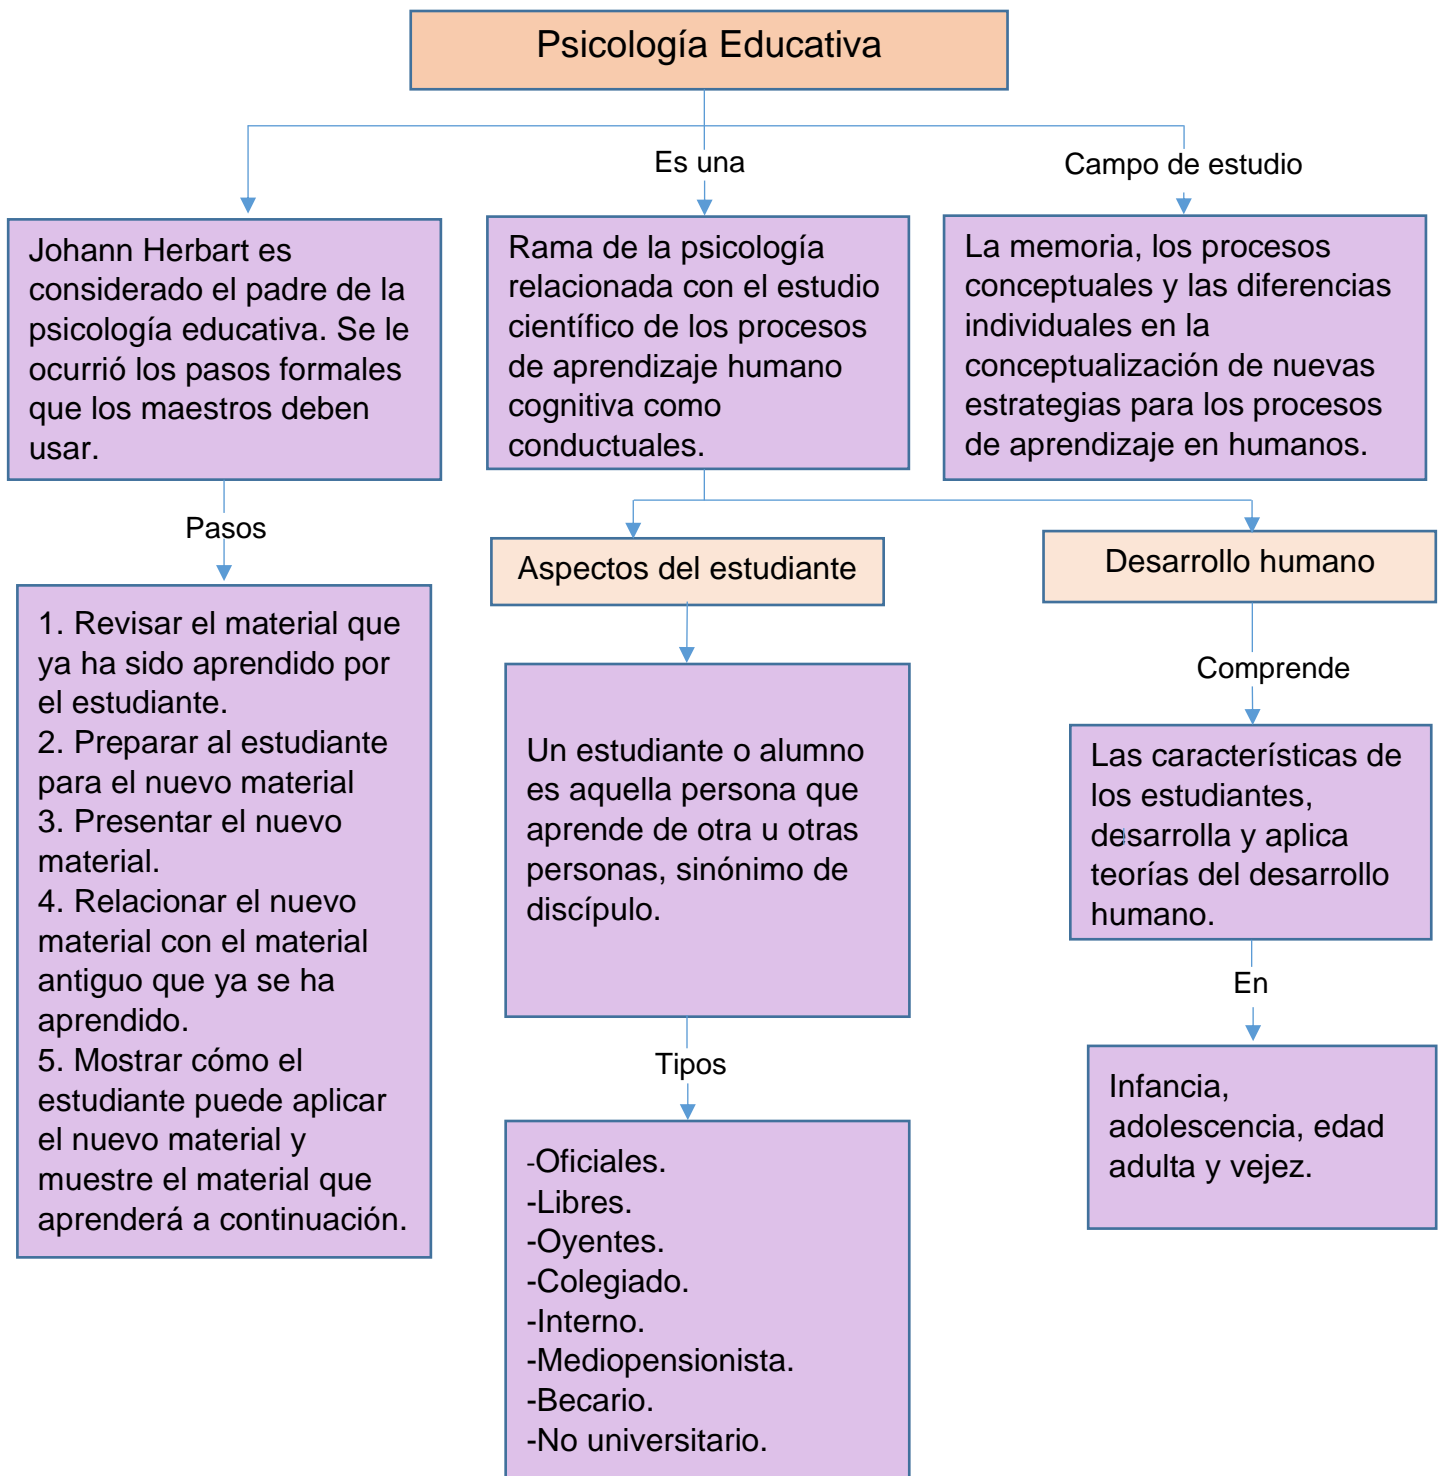 Psicología Educativa
Es una
Campo de estudio
Johann Herbart es
considerado el padre de la
psicología educativa. Se le
ocurrió los pasos formales
que los maestros deben
usar.
Rama de la psicología
relacionada con el estudio
científico de los procesos
de aprendizaje humano
cognitiva como
conductuales.
La memoria, los procesos
conceptuales y las diferencias
individuales en la
conceptualización de nuevas
estrategias para los procesos
de aprendizaje en humanos.
Pasos
Aspectos del estudiante
Desarrollo humano
1. Revisar el material que
ya ha sido aprendido por
el estudiante.
2. Preparar al estudiante
para el nuevo material
3. Presentar el nuevo
material.
4. Relacionar el nuevo
material con el material
antiguo que ya se ha
aprendido.
5. Mostrar cómo el
estudiante puede aplicar
el nuevo material y
muestre el material que
aprenderá a continuación.
Un estudiante o alumno
es aquella persona que
aprende de otra u otras
personas, sinónimo de
discípulo.
Comprende
Las características de
los estudiantes,
desarrolla y aplica
teorías del desarrollo
humano.
En
Infancia,
adolescencia, edad
adulta y vejez.
Tipos
-Oficiales.
-Libres.
-Oyentes.
-Colegiado.
-Interno.
-Mediopensionista.
-Becario.
-No universitario.